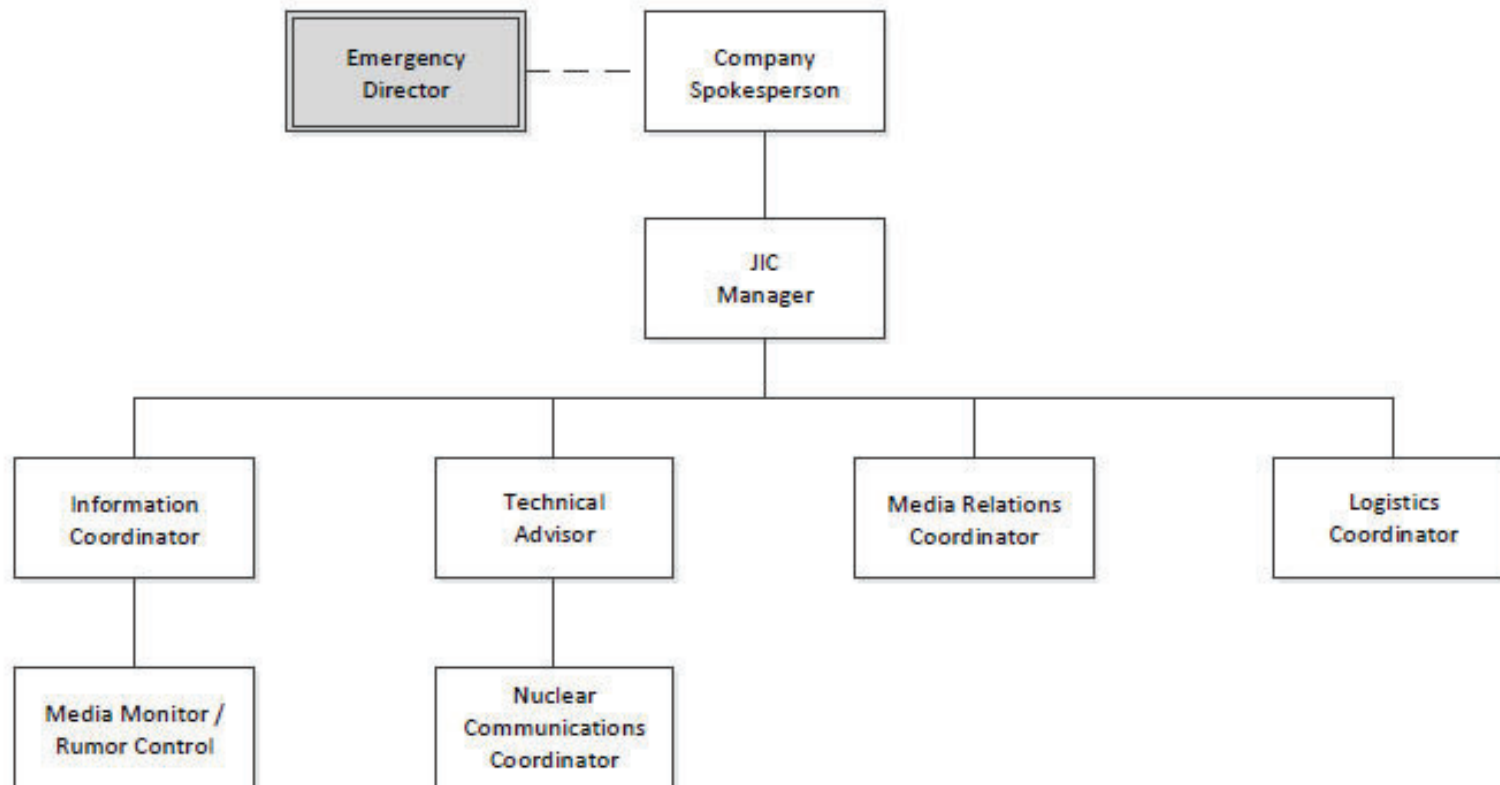 Emergency
Director
Company
Spokesperson
JIC
Manager
Information
Coordinator
Technical
Advisor
Media Relations
Coordinator
Logistics
Coordinator
Media Monitor /
Rumor Control
Nuclear
Communications
Coordinator